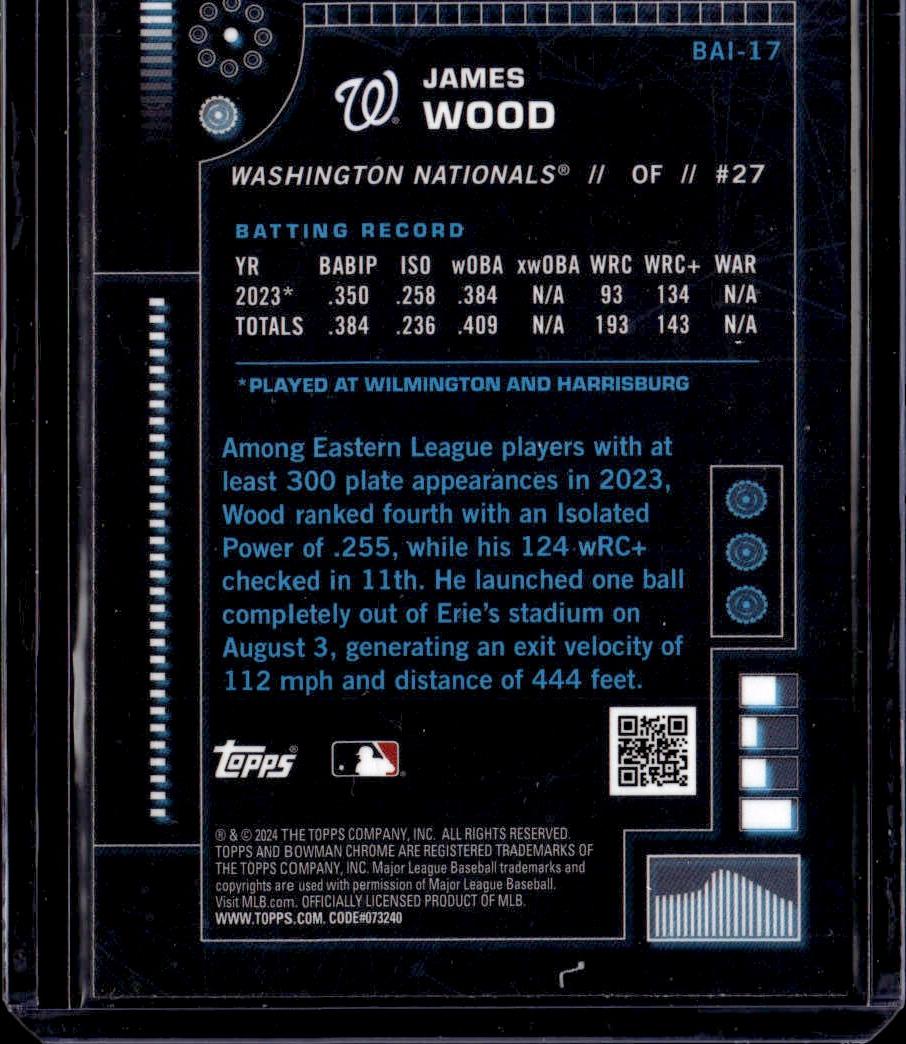 BAI-17
W®
JAMES
WOOD
WASHINGTON NATIONALS® // OF // #27
BATTING RECORD
YR BABIP ISO wOBA xwOBA WRC WRC+ WAR
2023* .350 .258 .384 N/A 93 134 N/A
TOTALS .384 .236 .409 N/A 193 143 N/A
*PLAYED AT WILMINGTON AND HARRISBURG
Among Eastern League players with at
least 300 plate appearances in 2023,
Wood ranked fourth with an Isolated
Power of .255, while his 124 wRC+
checked in 11th. He launched one ball
completely out of Erie's stadium on
August 3, generating an exit velocity of
112 mph and distance of 444 feet.
Topps®
® & © 2024 THE TOPPS COMPANY, INC. ALL RIGHTS RESERVED.
TOPPS AND BOWMAN CHROME ARE REGISTERED TRADEMARKS OF
THE TOPPS COMPANY, INC. Major League Baseball trademarks and
copyrights are used with permission of Major League Baseball.
Visit MLB.com. OFFICIALLY LICENSED PRODUCT OF MLB.
WWW.TOPPS.COM. CODE#073240